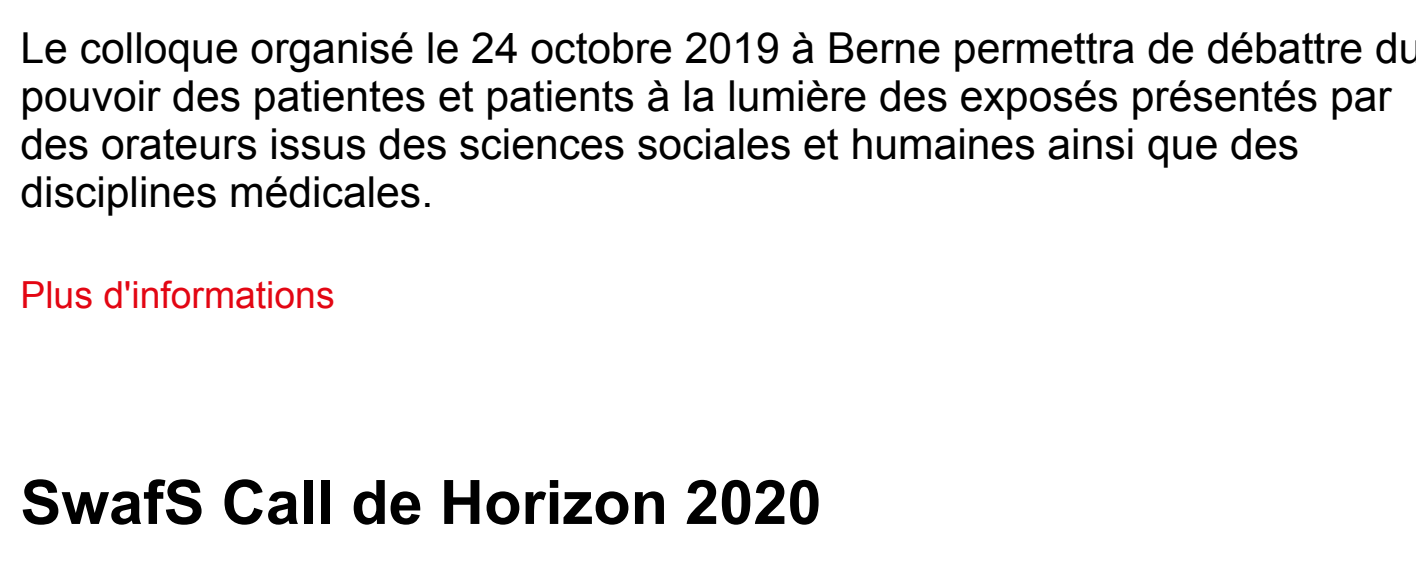 Le colloque organisé le 24 octobre 2019 à Berne permettra de débattre du
pouvoir des patientes et patients à la lumière des exposés présentés par
des orateurs issus des sciences sociales et humaines ainsi que des
disciplines médicales.
Plus d'informations
SwafS Call de Horizon 2020